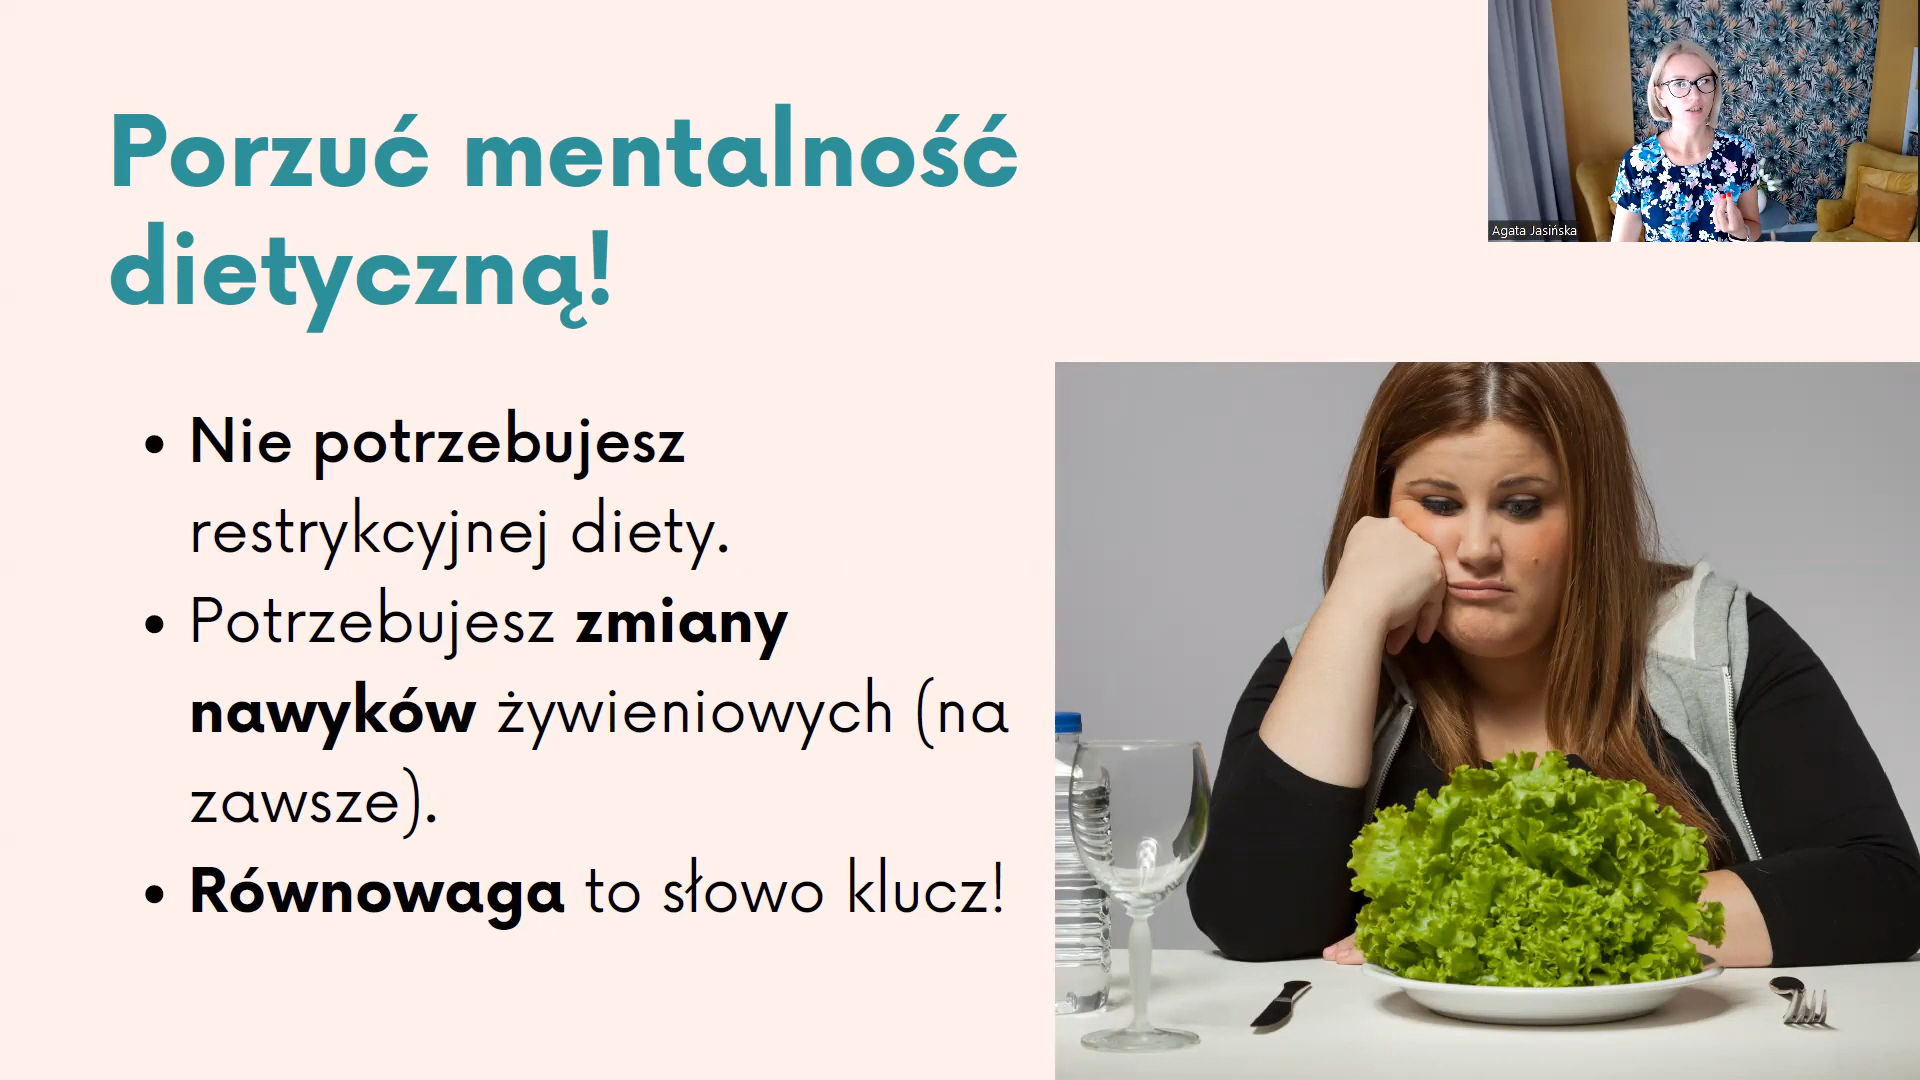 Porzuć mentalność
dietyczną!
Agata Jasińska
• Nie potrzebujesz
restrykcyjnej diety.
• Potrzebujesz zmiany
nawyków żywieniowych (na
zawsze).
• Równowaga to słowo klucz!